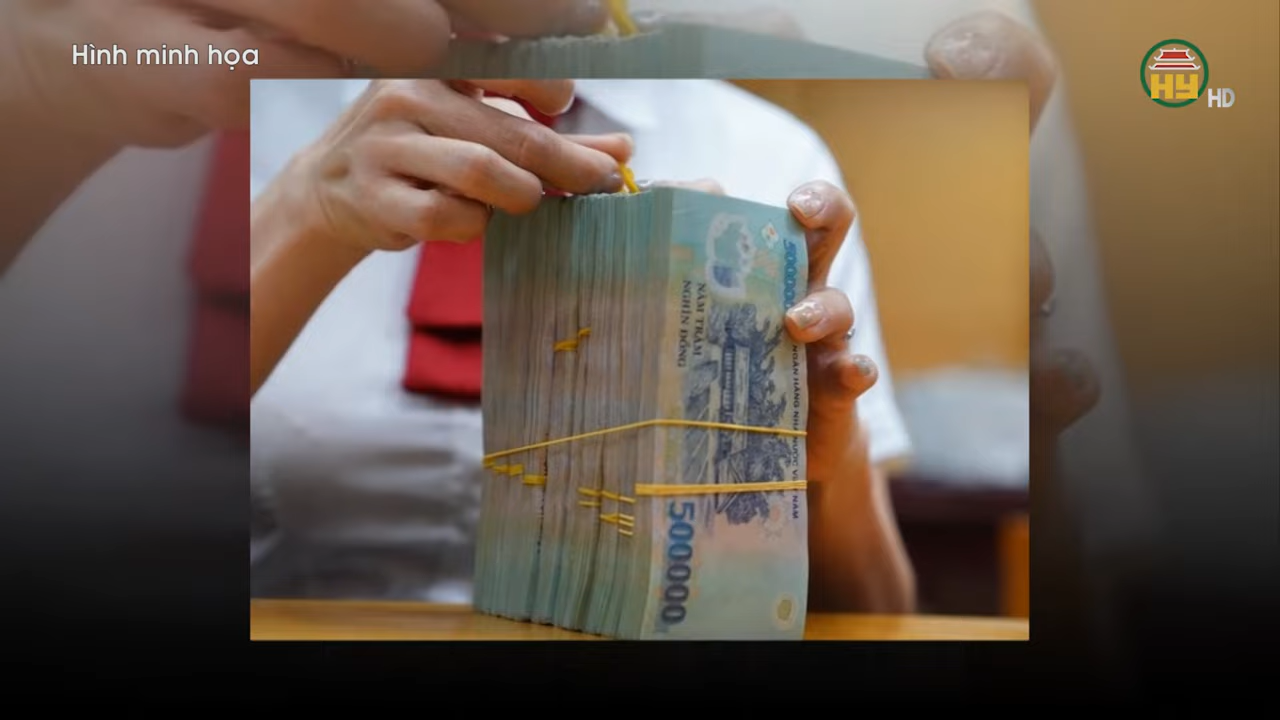 Hình minh họa
HY
HD
500000
NĂM TRĂM
NGHÌN ĐỒNG
NGÂN HÀNG NHÀ NƯỚC VIỆT NAM
500000